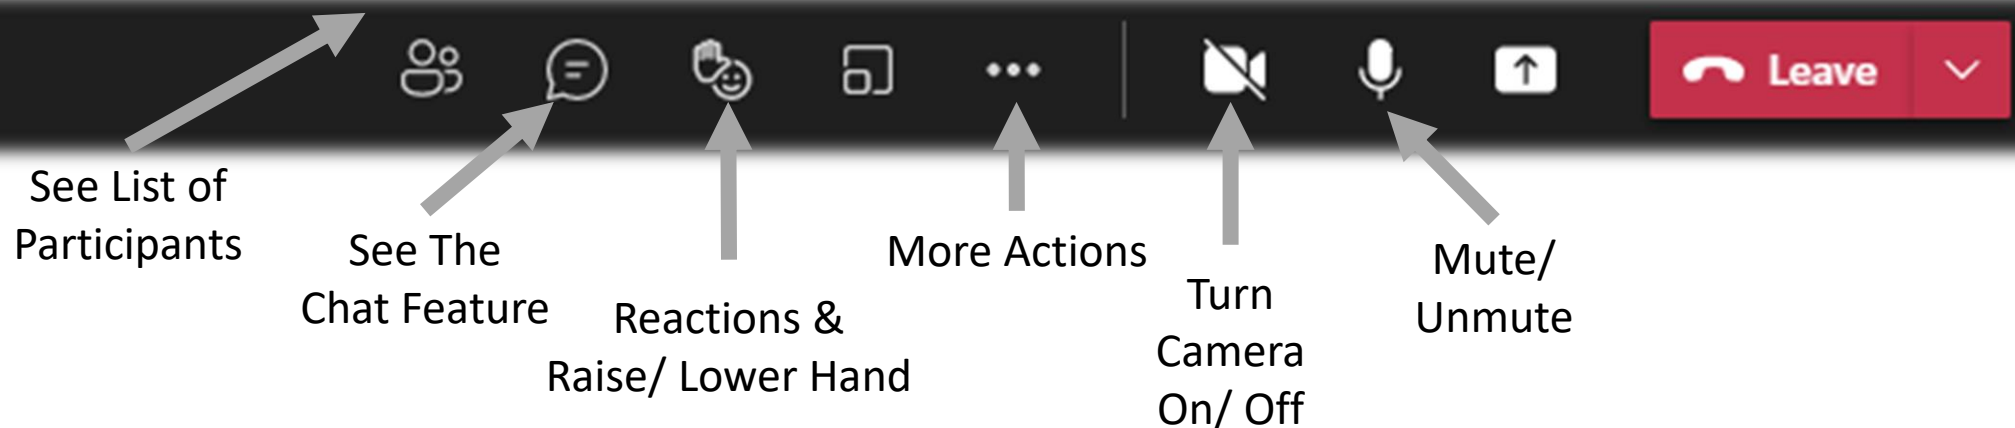 Leave
See List of
Participants
See The
Chat Feature
Reactions &
Raise/ Lower Hand
More Actions
Turn
Camera
On/ Off
Mute/
Unmute